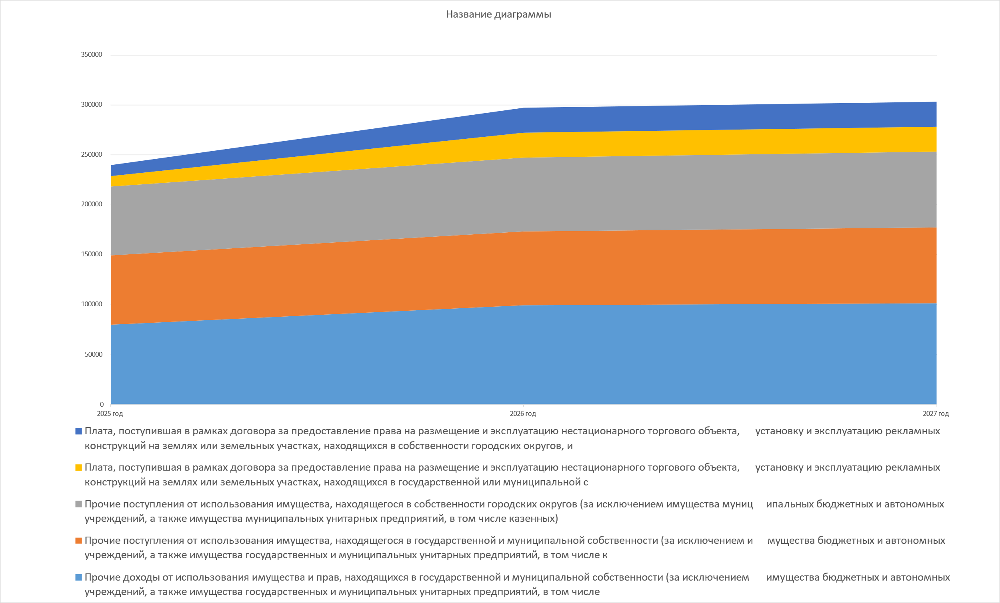 Название диаграммы
350000
300000
250000
200000
150000
100000
50000
0
2025 год 2026 год 2027 год
Плата, поступившая в рамках договора за предоставление права на размещение и эксплуатацию нестационарного торгового объекта, установку и эксплуатацию рекламных
конструкций на землях или земельных участках, находящихся в собственности городских округов, и
Плата, поступившая в рамках договора за предоставление права на размещение и эксплуатацию нестационарного торгового объекта, установку и эксплуатацию рекламных
конструкций на землях или земельных участках, находящихся в государственной или муниципальной с
Прочие поступления от использования имущества, находящегося в собственности городских округов (за исключением имущества муниц ипальных бюджетных и автономных
учреждений, а также имущества муниципальных унитарных предприятий, в том числе казенных)
Прочие поступления от использования имущества, находящегося в государственной и муниципальной собственности (за исключением и мущества бюджетных и автономных
учреждений, а также имущества государственных и муниципальных унитарных предприятий, в том числе к
Прочие доходы от использования имущества и прав, находящихся в государственной и муниципальной собственности (за исключением имущества бюджетных и автономных
учреждений, а также имущества государственных и муниципальных унитарных предприятий, в том числе